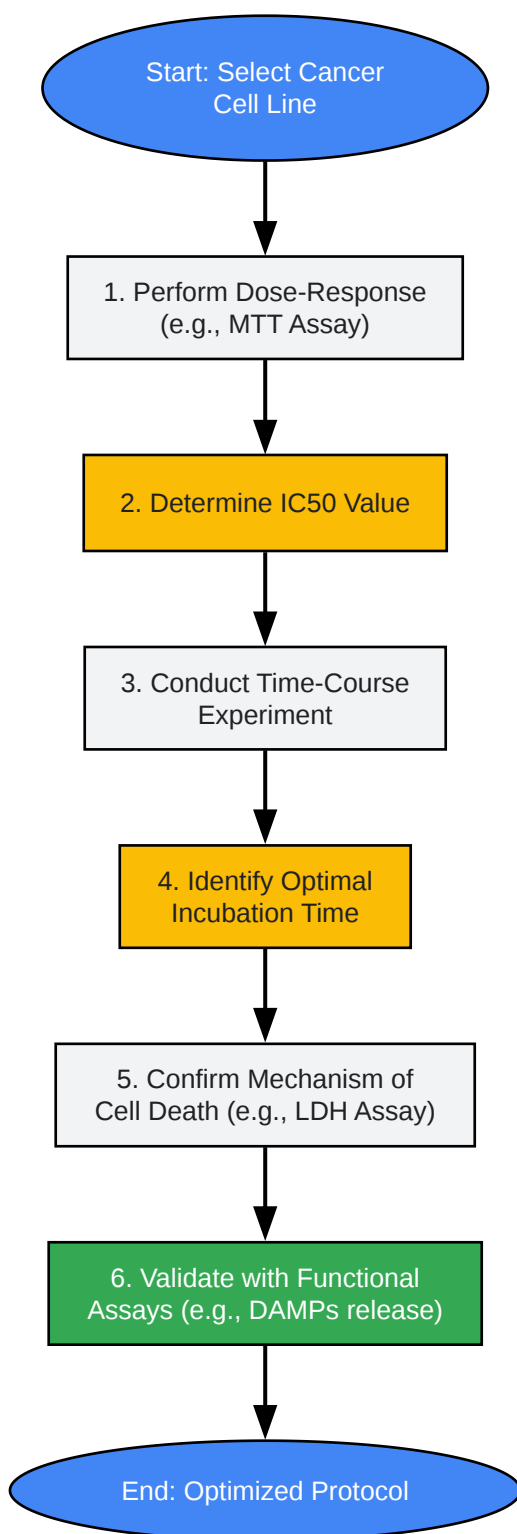 Start: Select Cancer
Cell Line
1. Perform Dose-Response
(e.g., MTT Assay)
2. Determine IC50 Value
3. Conduct Time-Course
Experiment
4. Identify Optimal
Incubation Time
5. Confirm Mechanism of
Cell Death (e.g., LDH Assay)
6. Validate with Functional
Assays (e.g., DAMPs release)
End: Optimized Protocol